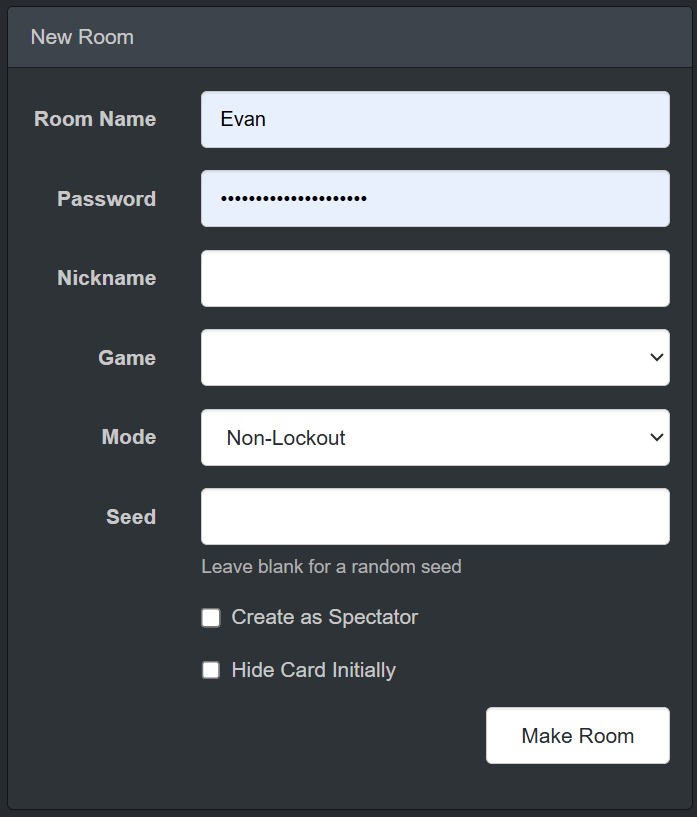 New Room
Room Name Evan
Password •••••••••••••••••••••
Nickname
Game
Mode Non-Lockout
Seed
Leave blank for a random seed
Create as Spectator
Hide Card Initially
Make Room